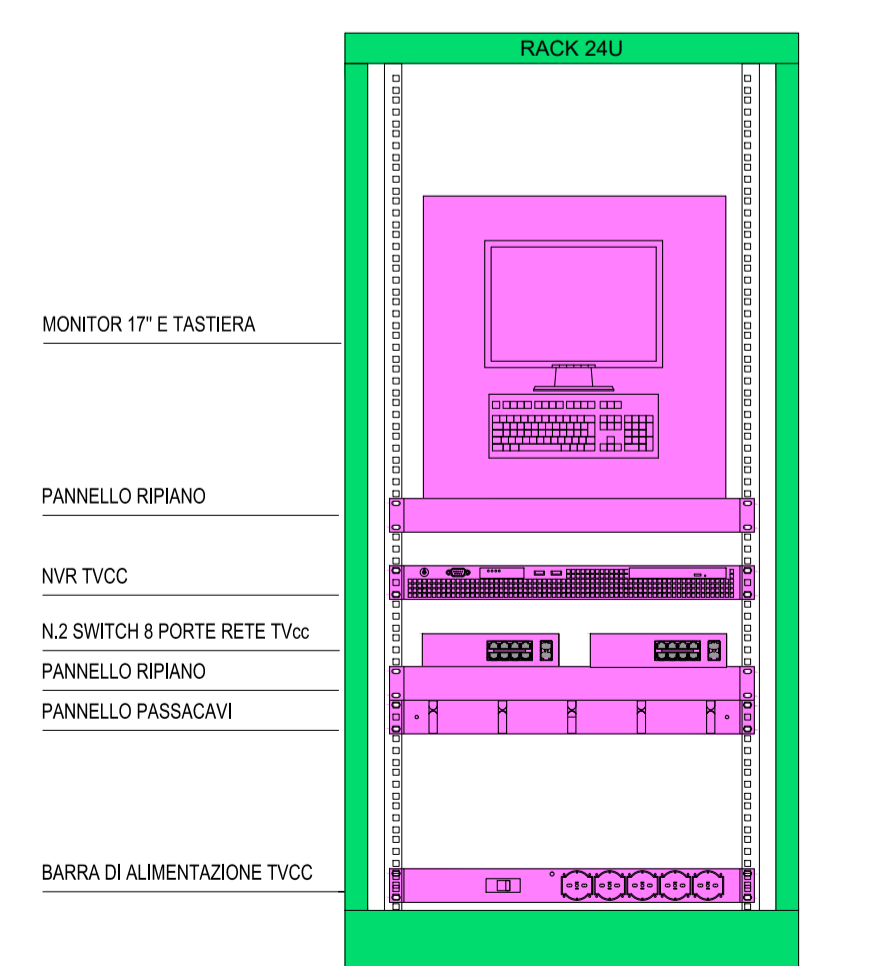 RACK 24U
MONITOR 17" E TASTIERA
PANNELLO RIPIANO
NVR TVCC
N.2 SWITCH 8 PORTE RETE TVcc
PANNELLO RIPIANO
PANNELLO PASSACAVI
BARRA DI ALIMENTAZIONE TVCC